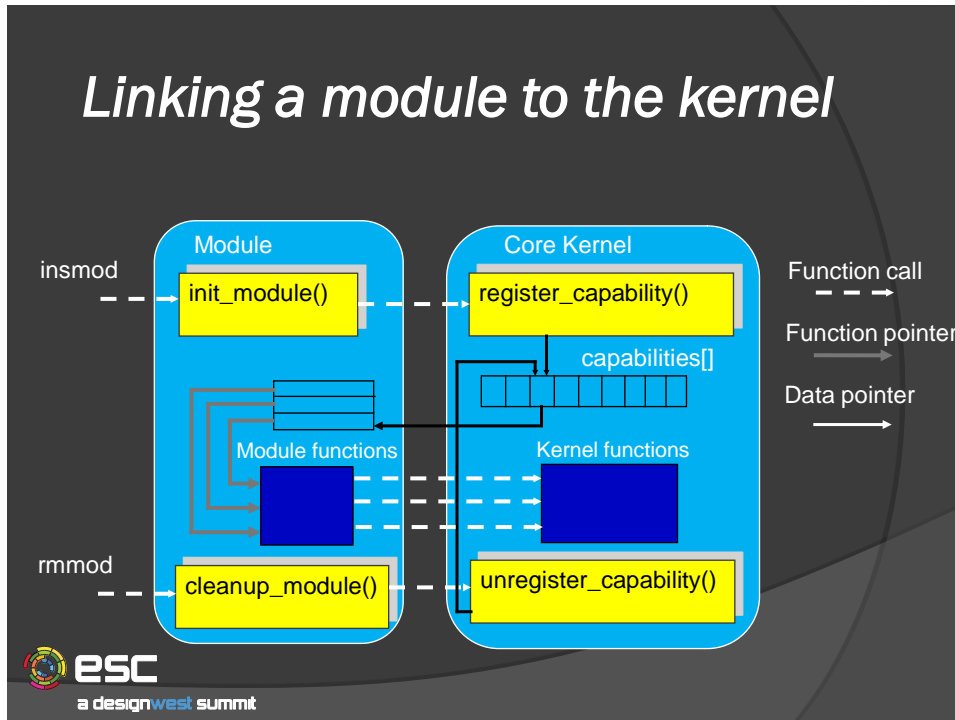 Linking a module to the kernel
Module
Core Kernel
insmod
init_module()
register_capability()
Function call
Function pointer
capabilities[]
Data pointer
Module functions
Kernel functions
rmmod
cleanup_module()
unregister_capability()
esc
a designwest summit